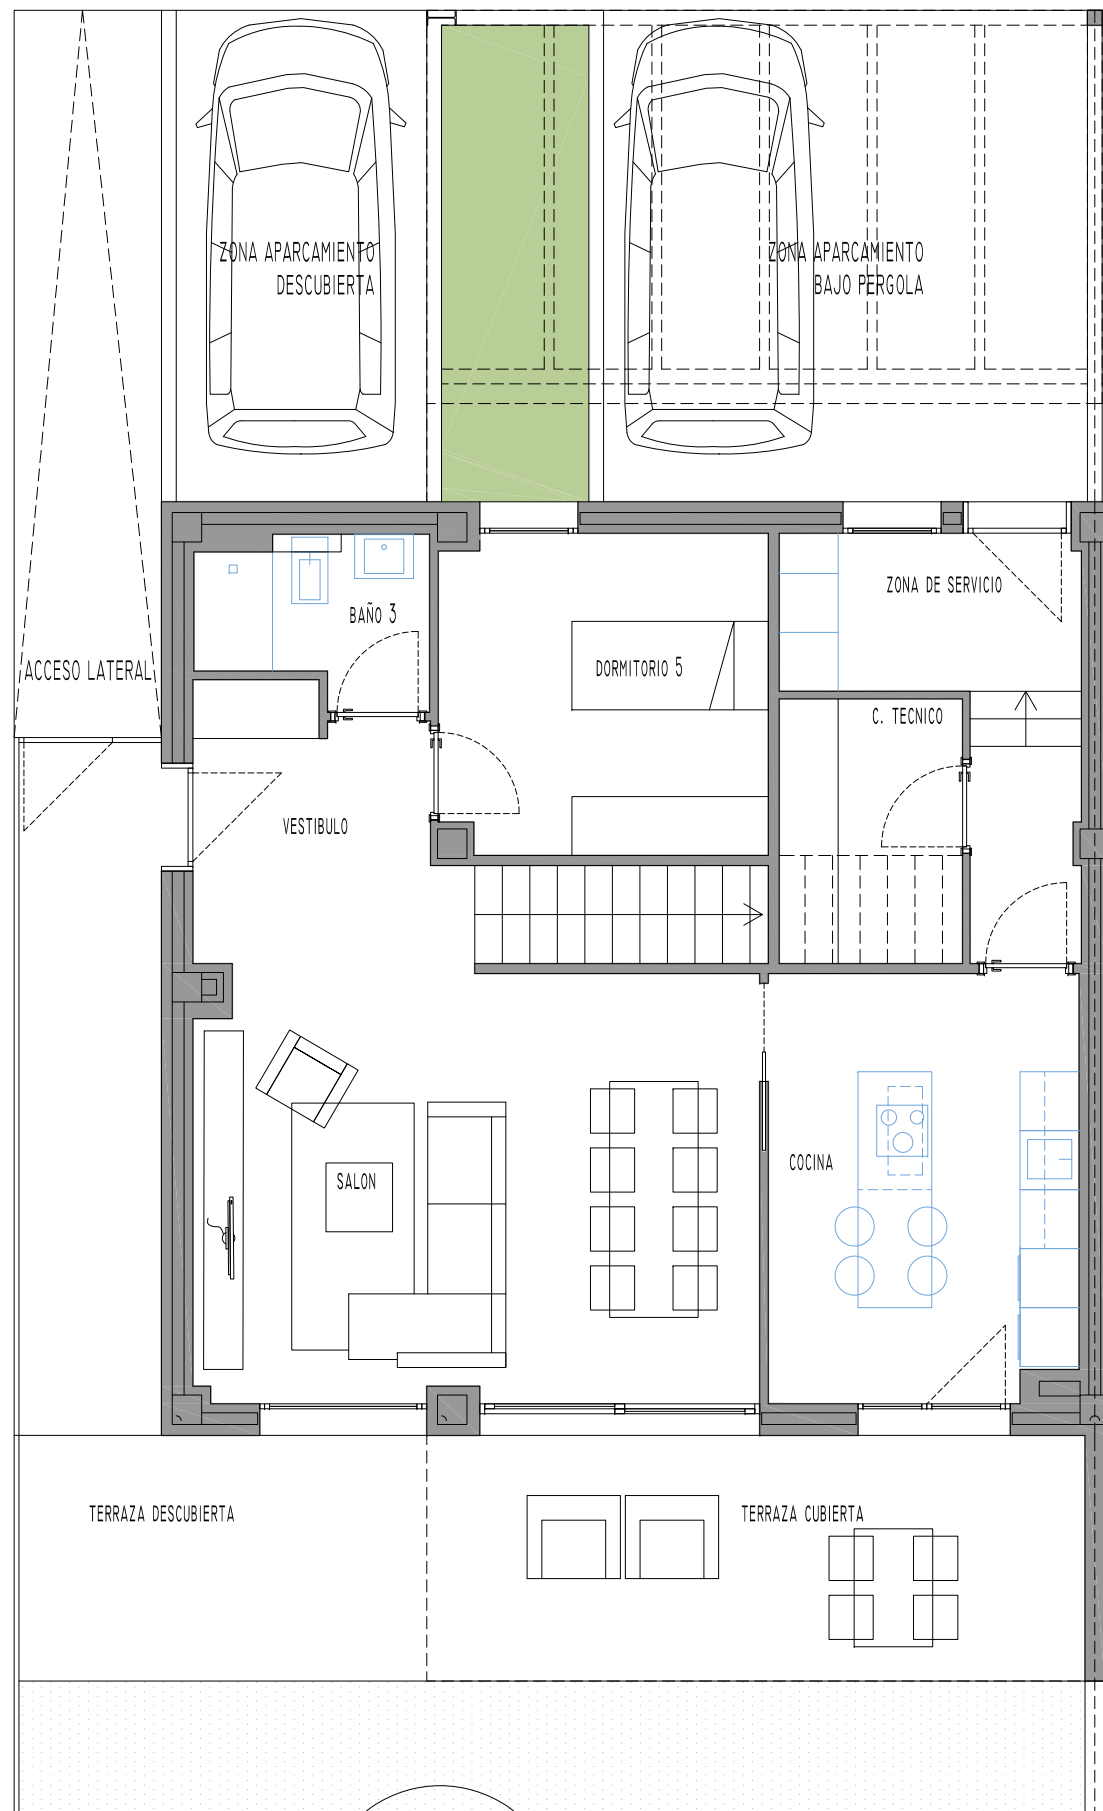 ZONA APARCAMIENTO
DESCUBIERTA
ZONA APARCAMIENTO
BAJO PERGOLA
ZONA DE SERVICIO
BAÑO 3
ACCESO LATERAL
DORMITORIO 5
C. TECNICO
VESTIBULO
COCINA
SALON
TERRAZA DESCUBIERTA
TERRAZA CUBIERTA